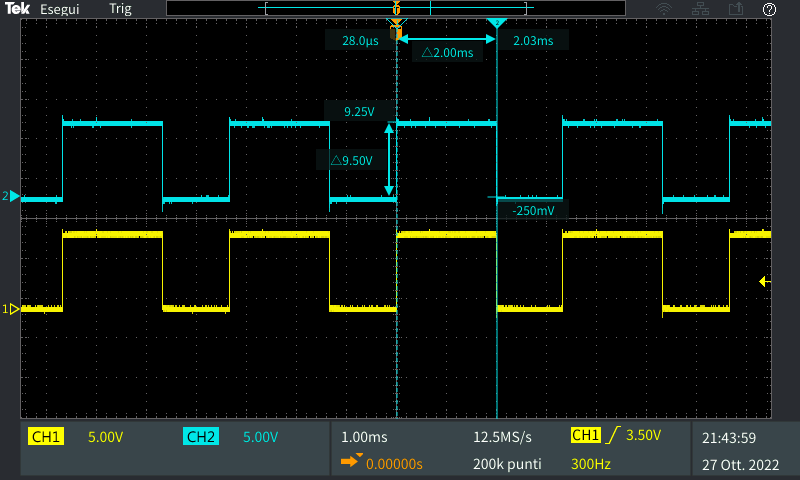 Tek Esegui Trig
T
28.0µs 2.03ms
△2.00ms
9.25V
△9.50V
2
-250mV
1
CH1 5.00V CH2 5.00V 1.00ms 12.5MS/s CH1 3.50V 21:43:59
0.00000s 200k punti 300Hz 27 Ott. 2022